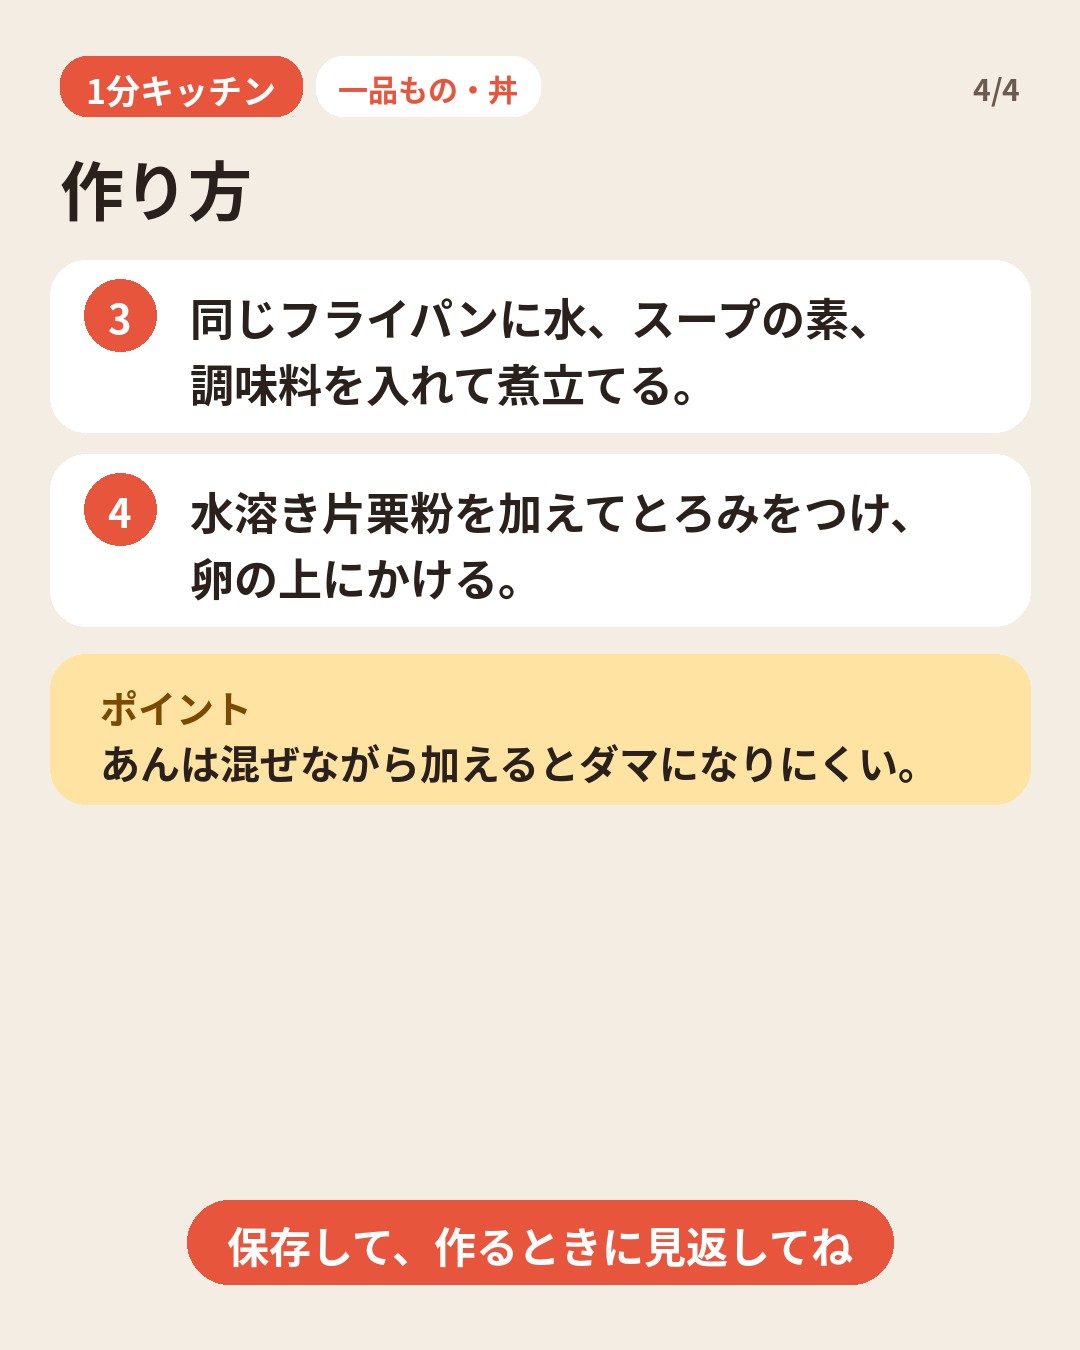 1分キッチン
一品もの・丼
4/4
作り方
3
同じフライパンに水、スープの素、
調味料を入れて煮立てる。
4
水溶き片栗粉を加えてとろみをつけ、
卵の上にかける。
ポイント
あんは混ぜながら加えるとダマになりにくい。
保存して、作るときに見返してね